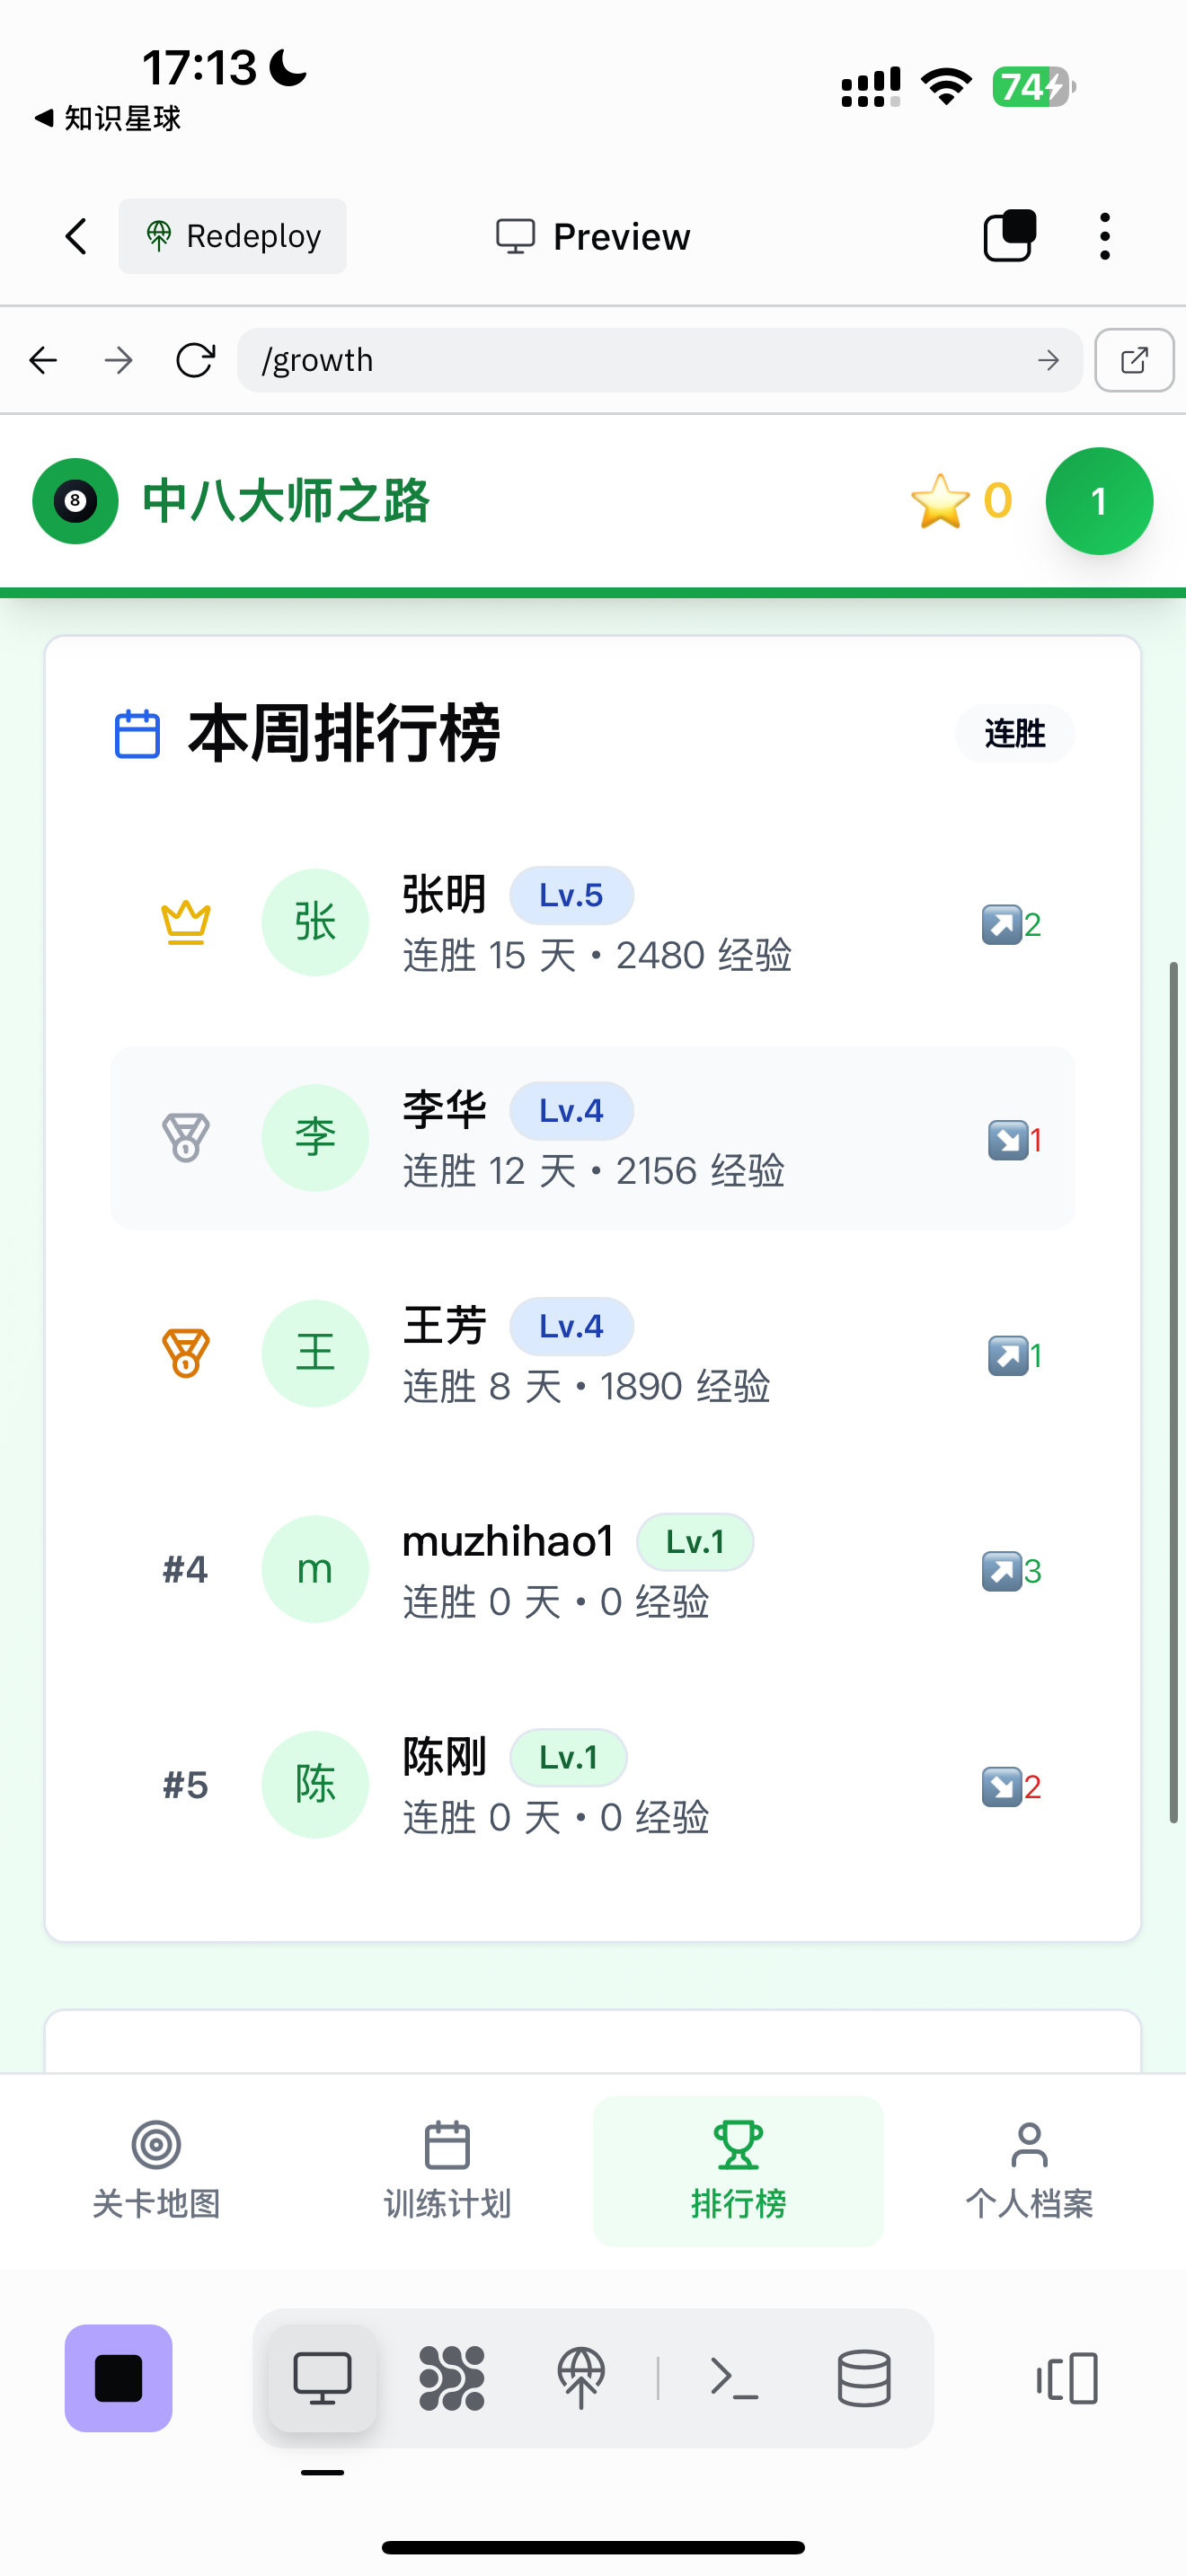 17:13
74
知识星球
Redeploy
Preview
/growth
8
中八大师之路
0
1
本周排行榜
连胜
张
张明
Lv.5
连胜 15 天 • 2480 经验
2
李
李华
Lv.4
连胜 12 天 • 2156 经验
1
王
王芳
Lv.4
连胜 8 天 • 1890 经验
1
#4
m
muzhihao1
Lv.1
连胜 0 天 • 0 经验
3
#5
陈
陈刚
Lv.1
连胜 0 天 • 0 经验
2
关卡地图
训练计划
排行榜
个人档案